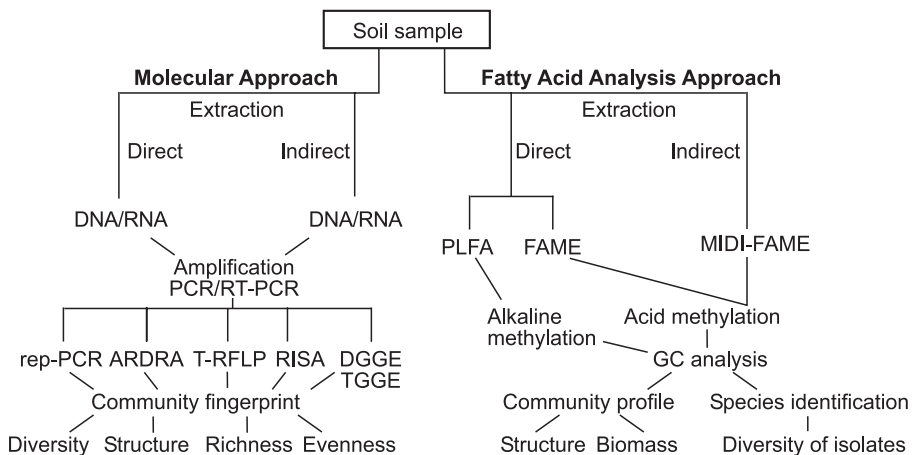 Soil sample
Molecular Approach
Fatty Acid Analysis Approach
Extraction
Extraction
Direct
Indirect
Direct
Indirect
DNA/RNA
DNA/RNA
PLFA
FAME
MIDI-FAME
Amplification
PCR/RT-PCR
Alkaline
methylation
Acid methylation
rep-PCR
ARDRA
T-RFLP
RISA
DGGE
TGGE
GC analysis
Community fingerprint
Community profile
Species identification
Diversity
Structure
Richness
Evenness
Structure
Biomass
Diversity of isolates